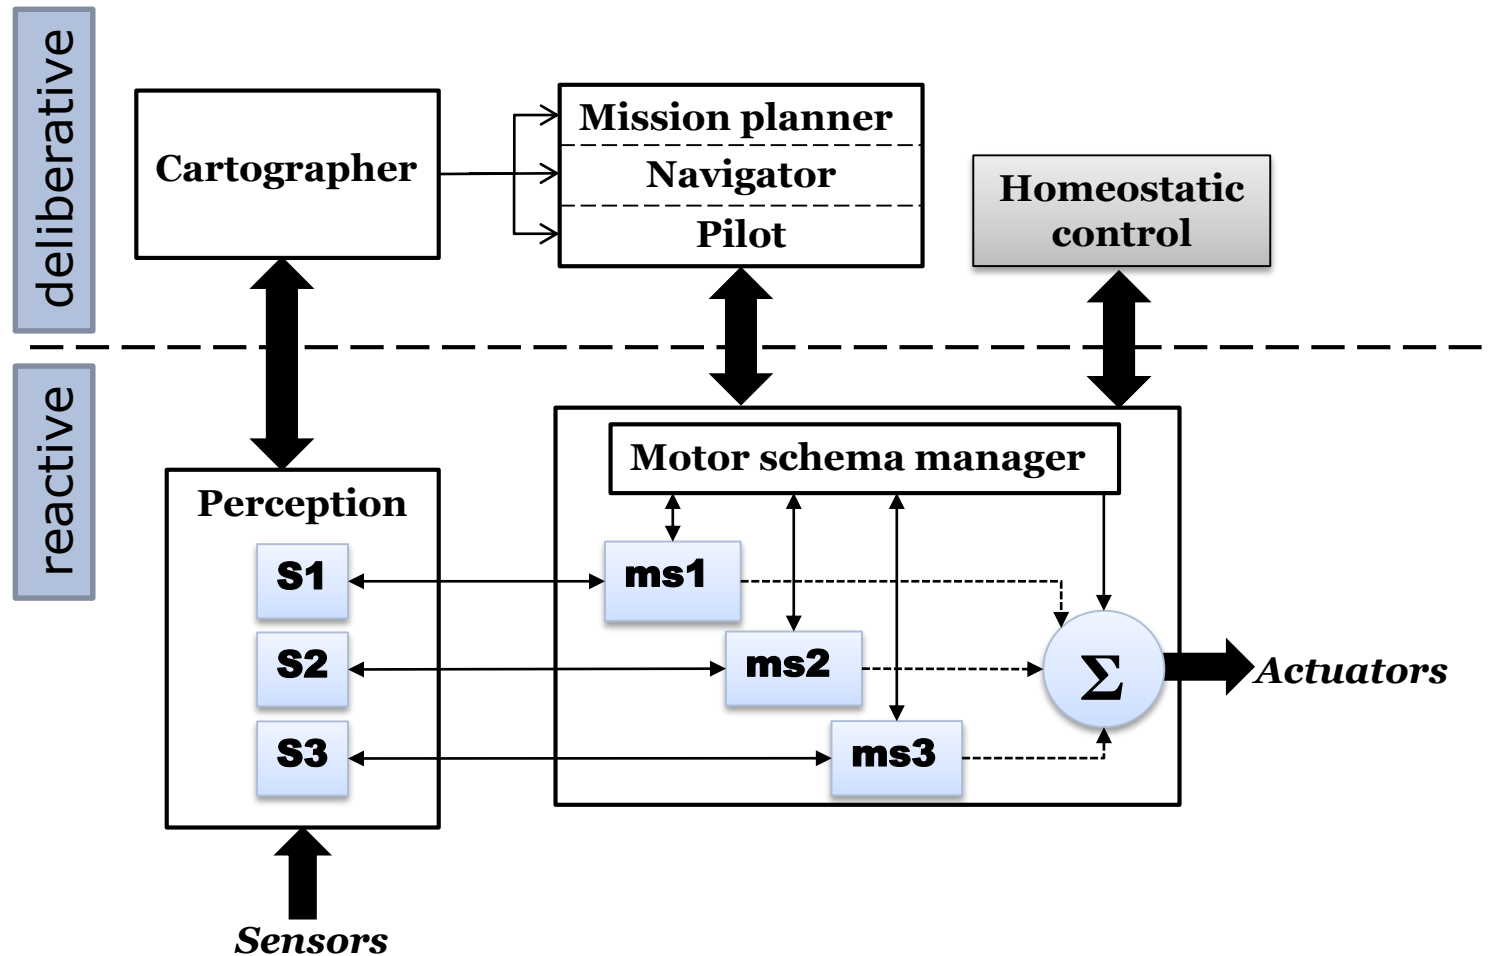 deliberative
Cartographer
Mission planner
Navigator
Pilot
Homeostatic
control
reactive
Perception
S1
S2
S3
Motor schema manager
ms1
ms2
ms3
Σ
Actuators
Sensors